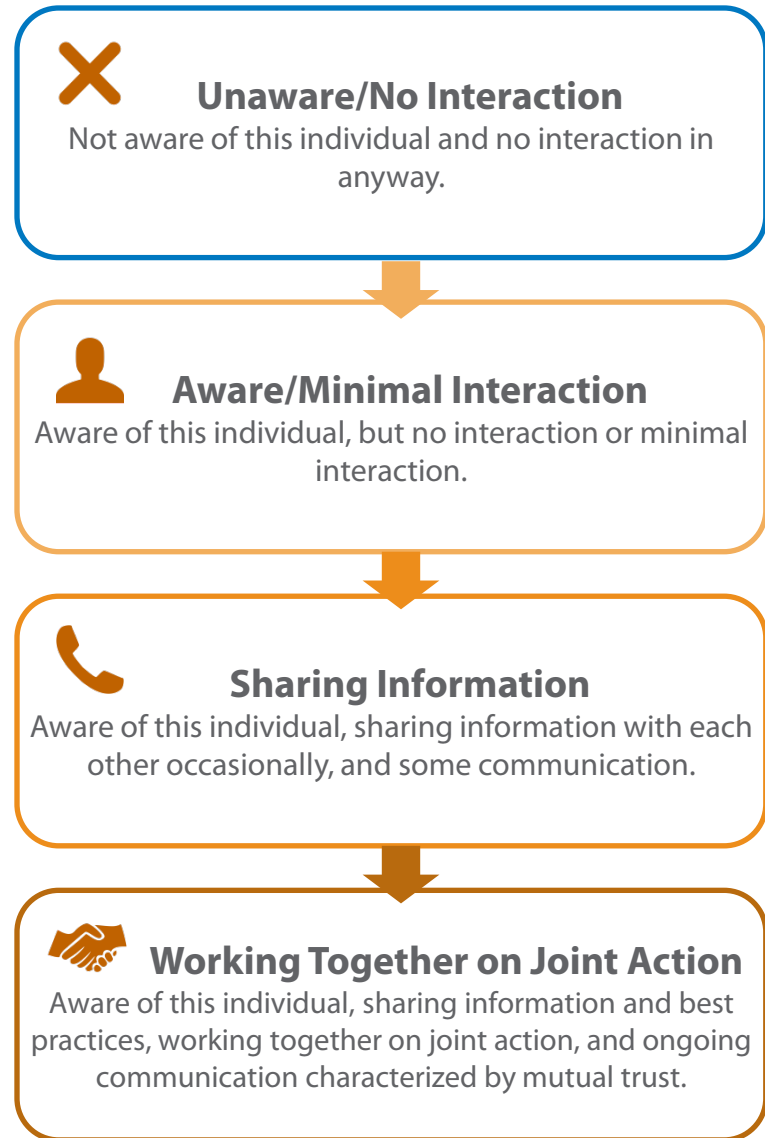 Unaware/No Interaction
Not aware of this individual and no interaction in
anyway.
Aware/Minimal Interaction
Aware of this individual, but no interaction or minimal
interaction.
Sharing Information
Aware of this individual, sharing information with each
other occasionally, and some communication.
Working Together on Joint Action
Aware of this individual, sharing information and best
practices, working together on joint action, and ongoing
communication characterized by mutual trust.